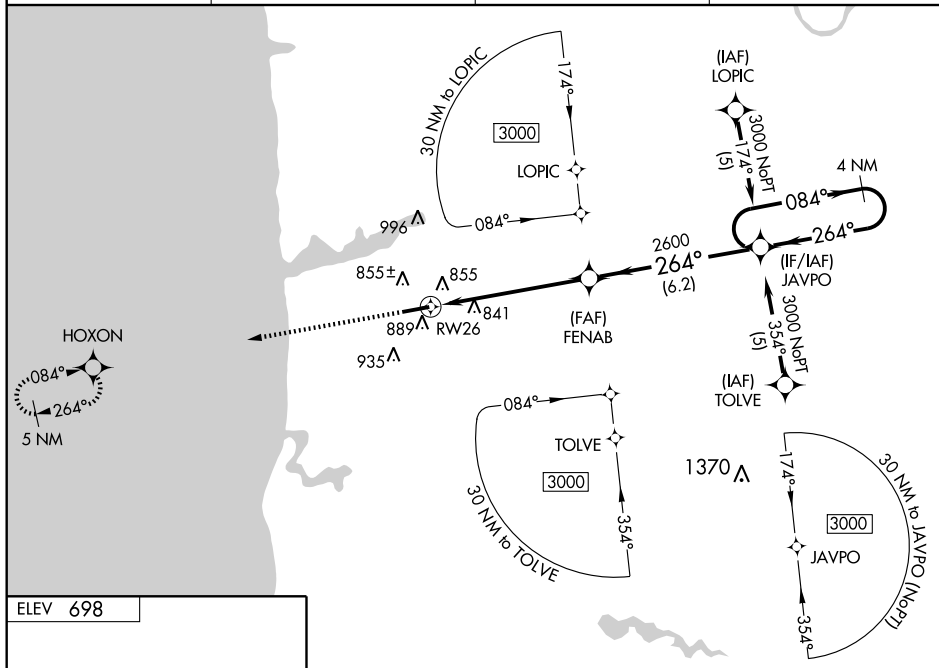 (IAF)
LOPIC
3000 NoPT
174°
(5)
4 NM
084°
264°
(IF/IAF)
JAVPO
30 NM to LOPIC
174°
3000
LOPIC
084°
2600
264°
(6.2)
(FAF)
FENAB
996
855±
855
841
889
RW26
935
HOXON
084°
264°
5 NM
3000 NoPT
354°
(5)
(IAF)
TOLVE
084°
TOLVE
3000
354°
30 NM to TOLVE
1370
174°
3000
JAVPO
354°
30 NM to JAVPO (NoPT)
ELEV 698